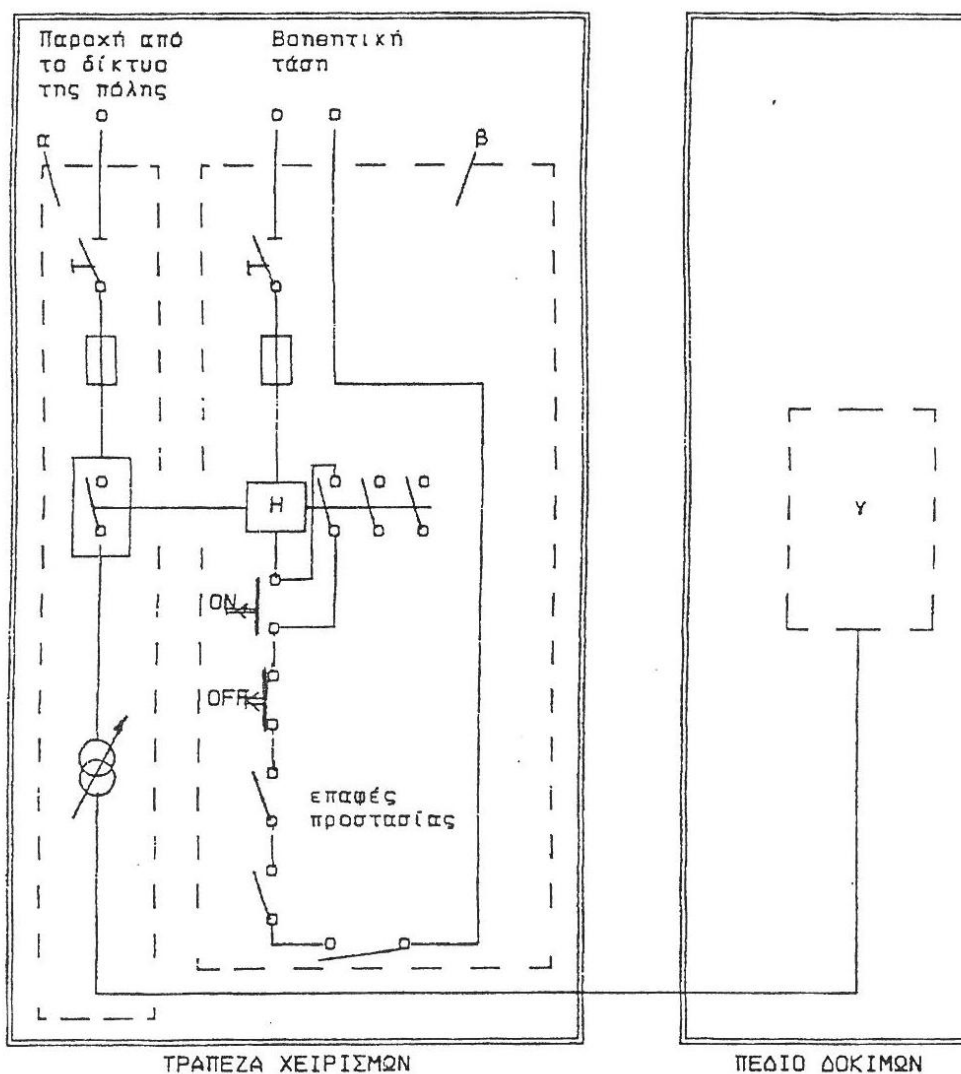 Παροχή από
το δίκτυο
της πόλης
Βοηθητική
τάση
α
β
H
Y
ON
OFF
επαφές
προστασίας
ΤΡΑΠΕΖΑ ΧΕΙΡΙΣΜΩΝ
ΠΕΔΙΟ ΔΟΚΙΜΩΝ